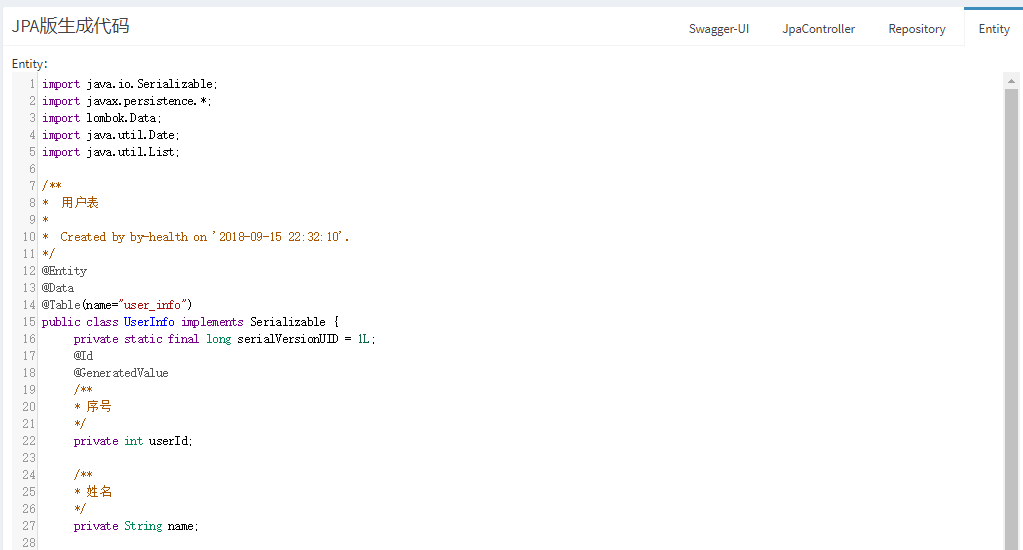 JPA版生成代码
Swagger-UI JpaController Repository Entity
Entity:
1 import java.io.Serializable;
2 import javax.persistence.*;
3 import lombok.Data;
4 import java.util.Date;
5 import java.util.List;
6
7 /**
8 *  用户表
9 *
10 *  Created by by-health on '2018-09-15 22:32:10'.
11 */
12 @Entity
13 @Data
14 @Table(name="user_info")
15 public class UserInfo implements Serializable {
16     private static final long serialVersionUID = 1L;
17     @Id
18     @GeneratedValue
19     /**
20     * 序号
21     */
22     private int userId;
23
24     /**
25     * 姓名
26     */
27     private String name;
28